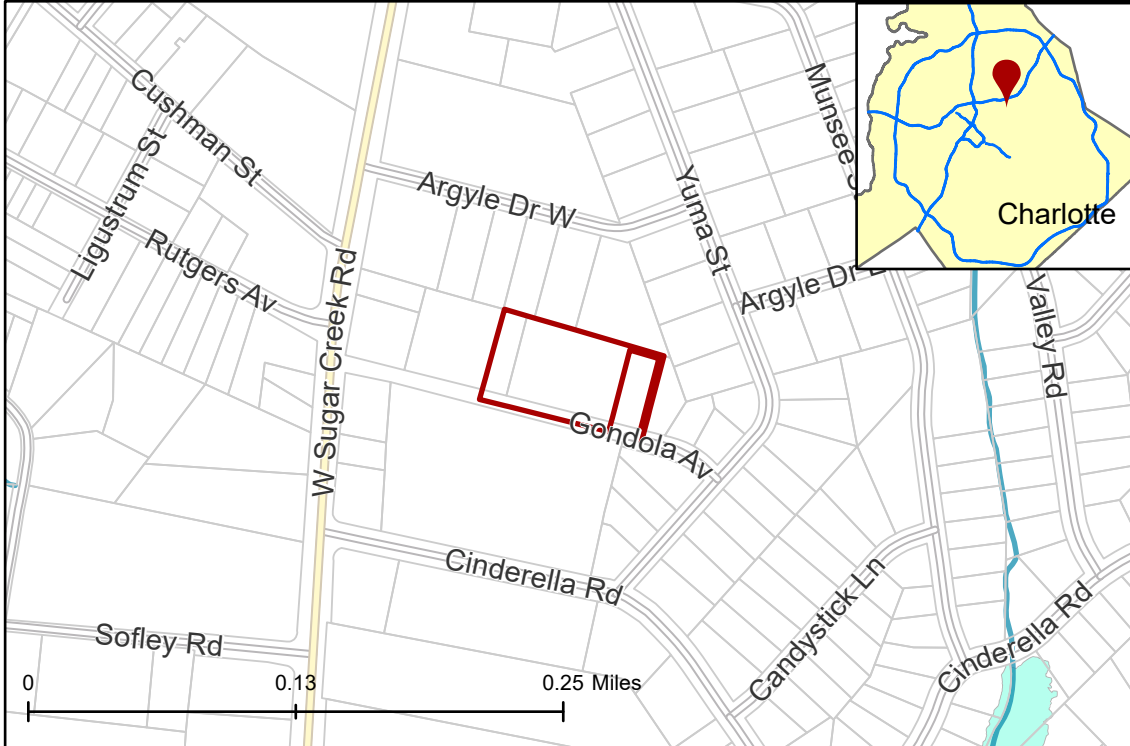 Cushman St
Ligustrum St
Rutgers Av
W Sugar Creek Rd
Argyle Dr W
Yuma St
Munsee S
Charlotte
Argyle Dr
Valley Rd
Gondola Av
Cinderella Rd
Candystick Ln
Cinderella Rd
Sofley Rd
0
0.13
0.25 Miles